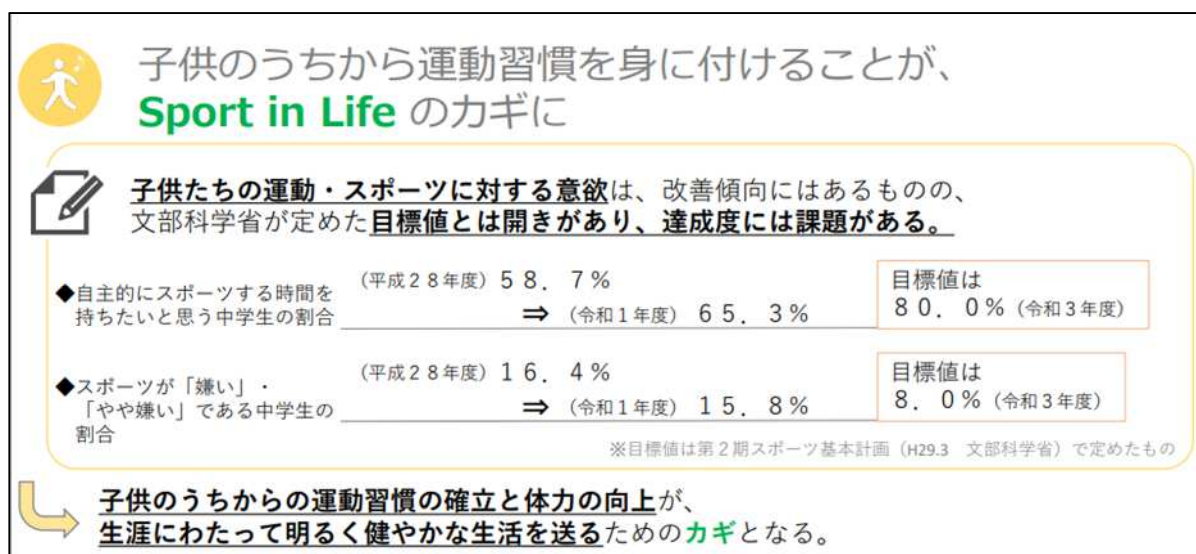 子供のうちから運動習慣を身に付けることが、
Sport in Life のカギに
子供たちの運動・スポーツに対する意欲は、改善傾向にはあるものの、
文部科学省が定めた目標値とは開きがあり、達成度には課題がある。
◆自主的にスポーツする時間を
持ちたいと思う中学生の割合
(平成28年度) 58.7%
⇒ (令和1年度) 65.3%
目標値は
80.0% (令和3年度)
◆スポーツが「嫌い」・
「やや嫌い」である中学生の
割合
(平成28年度) 16.4%
⇒ (令和1年度) 15.8%
目標値は
8.0% (令和3年度)
※目標値は第2期スポーツ基本計画(H29.3 文部科学省)で定めたもの
子供のうちからの運動習慣の確立と体力の向上が、
生涯にわたって明るく健やかな生活を送るためのカギとなる。